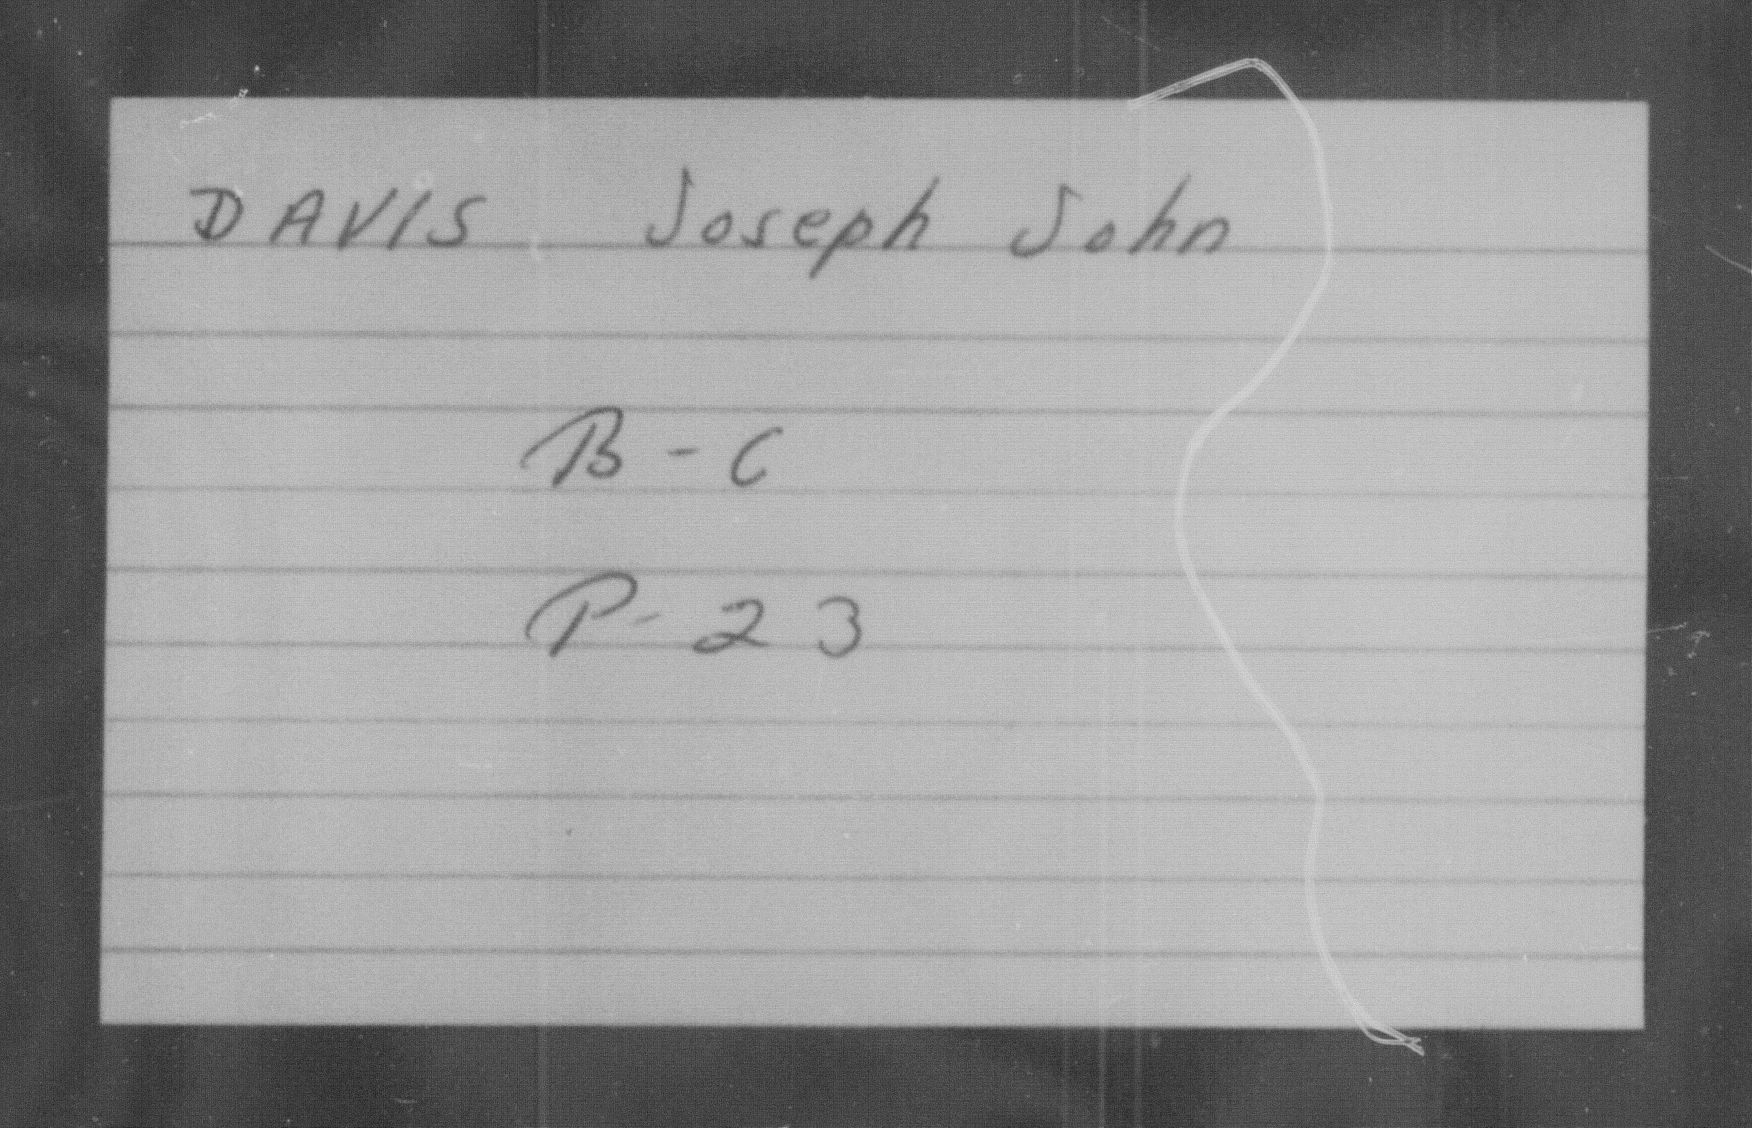 DAVIS Joseph John
B - C
P - 23